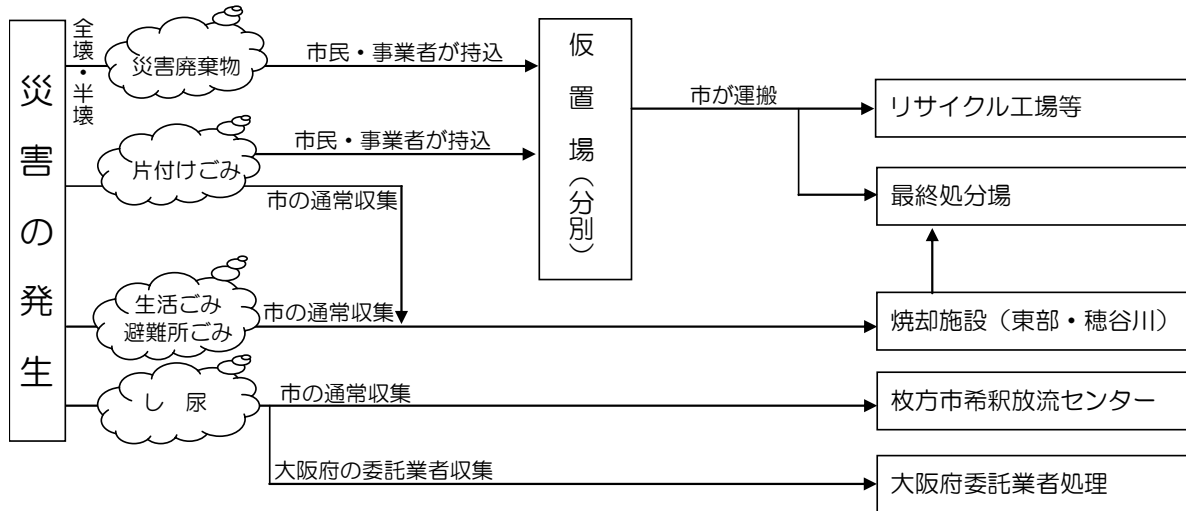 災害の発生
全壊・半壊
災害廃棄物
市民・事業者が持込
片付けごみ
市民・事業者が持込
市の通常収集
仮置場（分別）
市が運搬
リサイクル工場等
最終処分場
生活ごみ
避難所ごみ
市の通常収集
焼却施設（東部・穂谷川）
し　尿
市の通常収集
枚方市希釈放流センター
大阪府の委託業者収集
大阪府委託業者処理